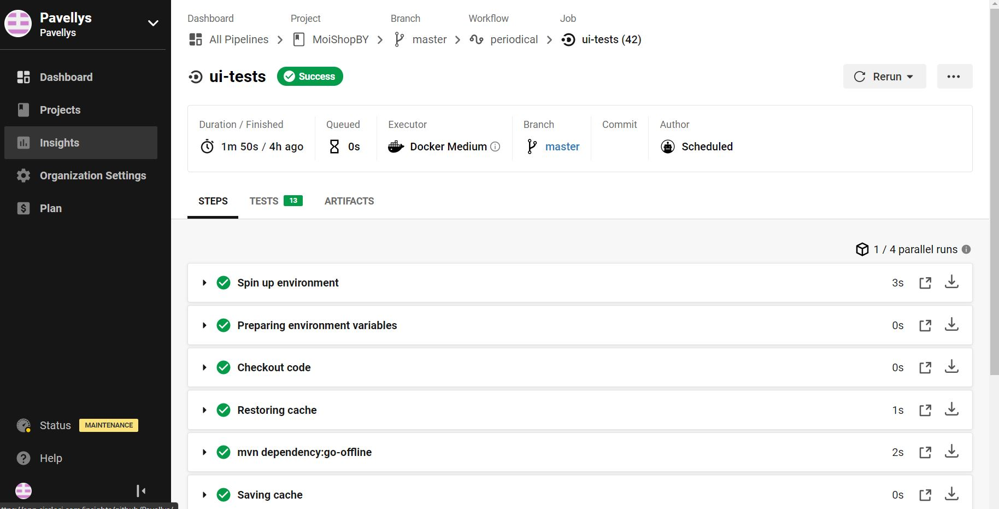 Pavellys
Pavellys
Dashboard
Projects
Insights
Organization Settings
Plan
Status MAINTENANCE
Help
Dashboard Project Branch Workflow Job
All Pipelines MoiShopBY master periodical ui-tests (42)
ui-tests Success Rerun
Duration / Finished Queued Executor Branch Commit Author
1m 50s / 4h ago 0s Docker Medium master Scheduled
STEPS TESTS 13 ARTIFACTS
1 / 4 parallel runs
Spin up environment 3s
Preparing environment variables 0s
Checkout code 0s
Restoring cache 1s
mvn dependency:go-offline 2s
Saving cache 0s